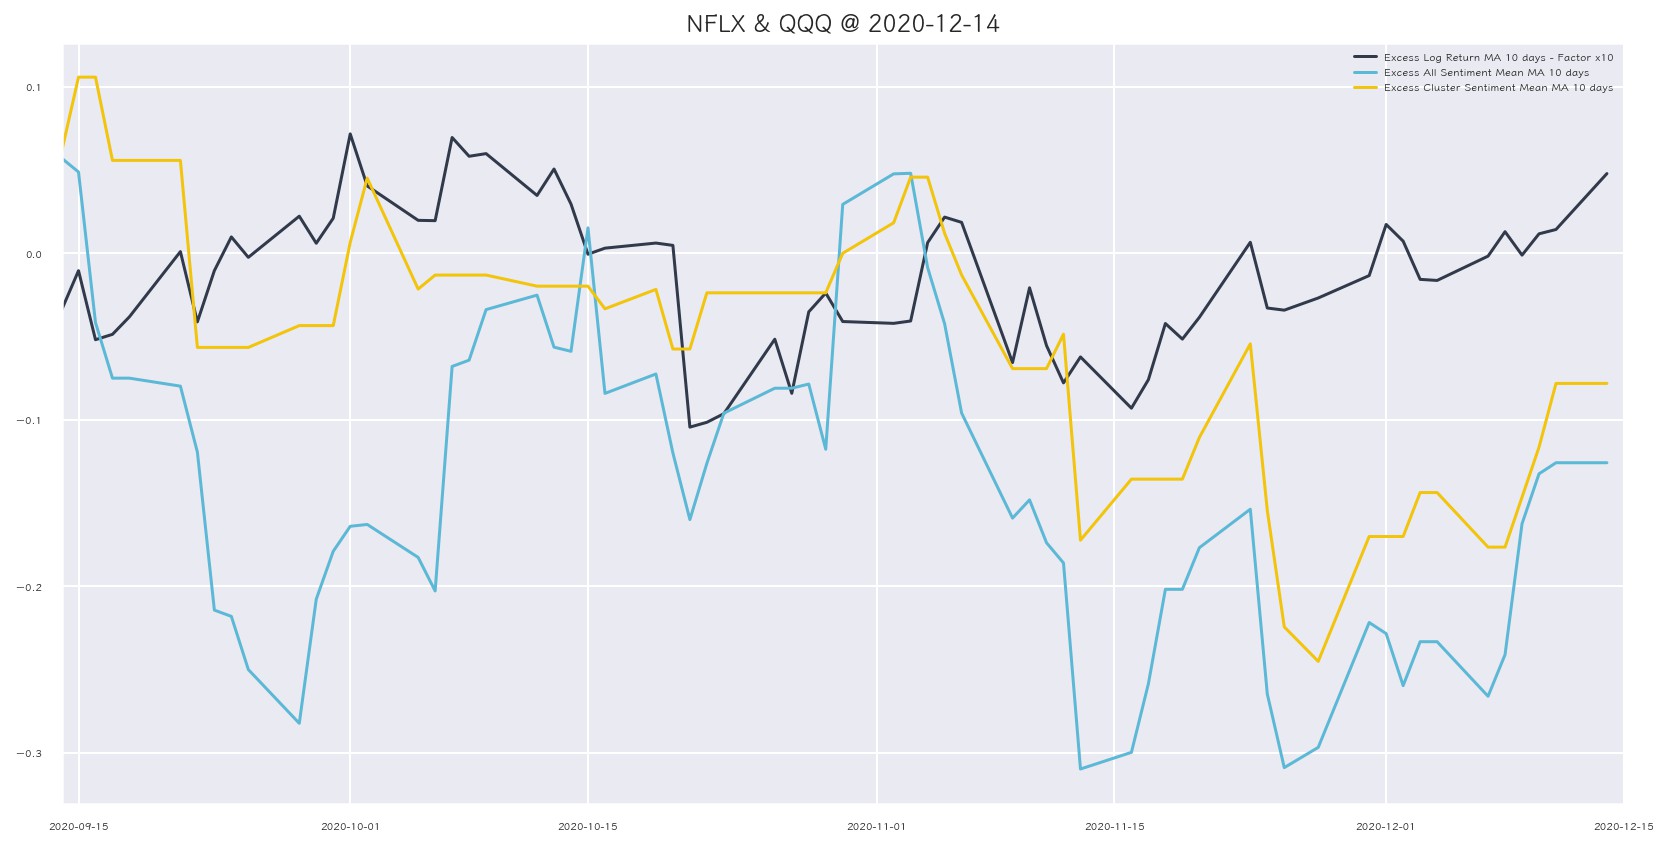 NFLX & QQQ @ 2020-12-14
Excess Log Return MA 10 days - Factor x10
Excess All Sentiment Mean MA 10 days
Excess Cluster Sentiment Mean MA 10 days
0.1
0.0
−0.1
−0.2
−0.3
2020-09-15 2020-10-01 2020-10-15 2020-11-01 2020-11-15 2020-12-01 2020-12-15